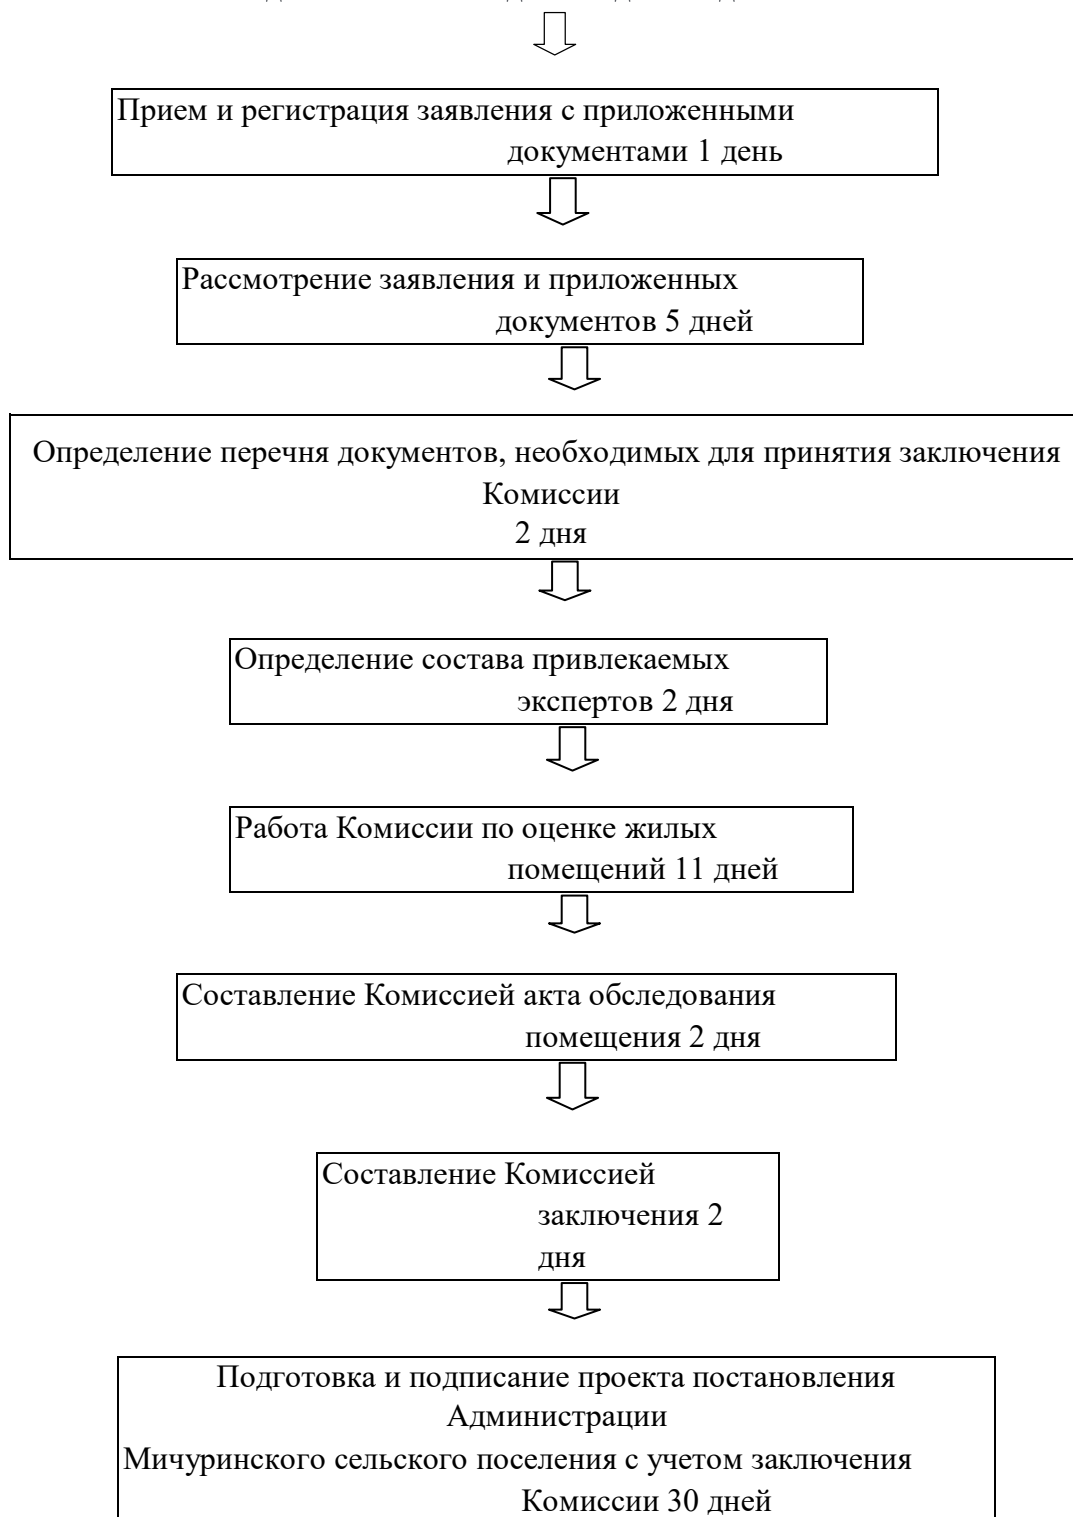 Прием и регистрация заявления с приложенными
документами 1 день
Рассмотрение заявления и приложенных
документов 5 дней
Определение перечня документов, необходимых для принятия заключения
Комиссии
2 дня
Определение состава привлекаемых
экспертов 2 дня
Работа Комиссии по оценке жилых
помещений 11 дней
Составление Комиссией акта обследования
помещения 2 дня
Составление Комиссией
заключения 2
дня
Подготовка и подписание проекта постановления
Администрации
Мичуринского сельского поселения с учетом заключения
Комиссии 30 дней